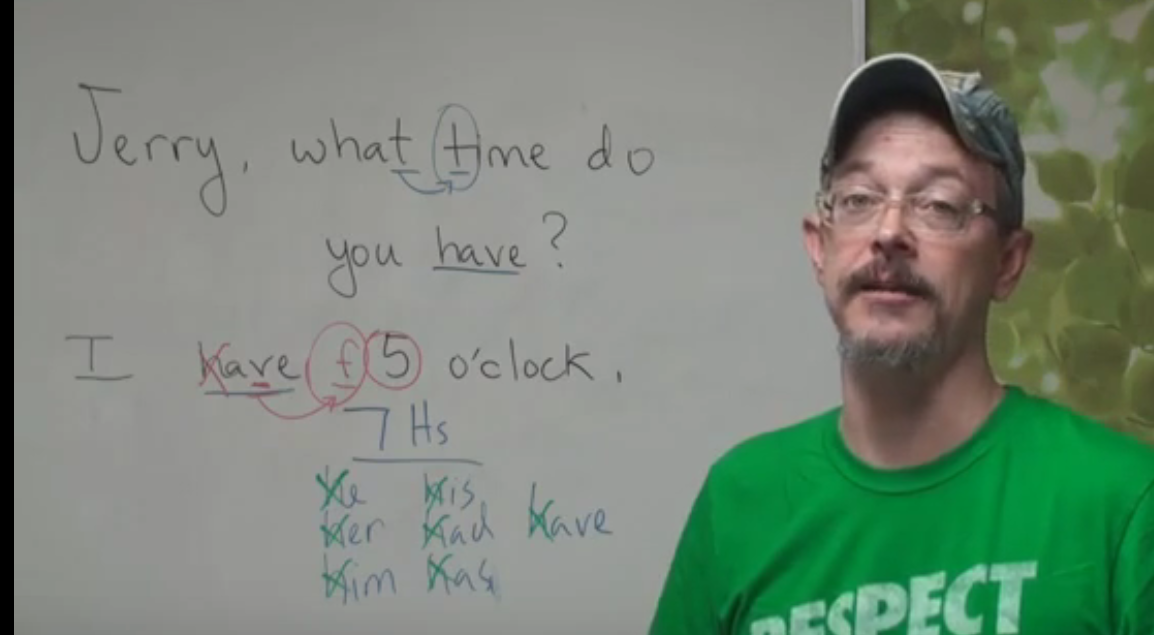 Jerry, what time do
you have?
I have f 5 o'clock.
7 Hs
He his
Her Had Have
Him Has
RESPECT